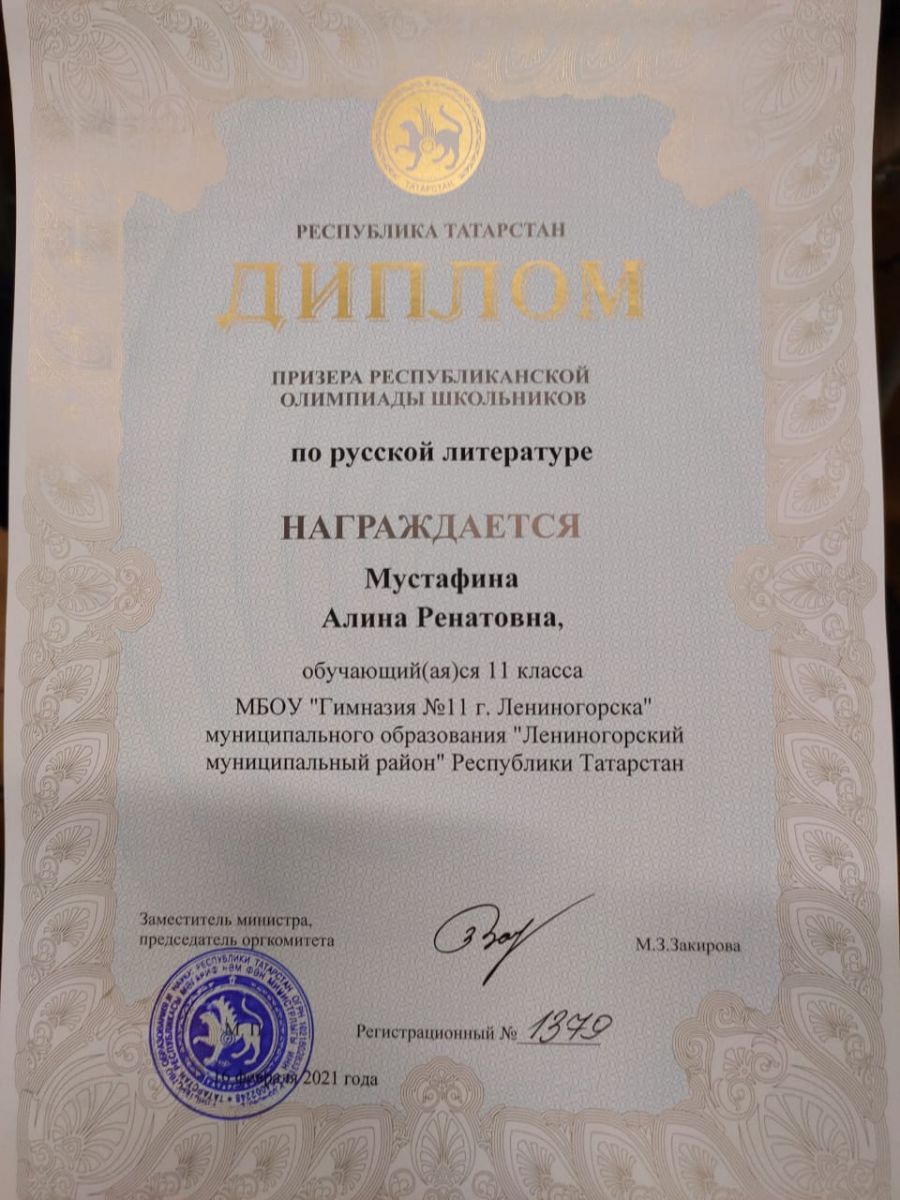 ТАТАРСТАН
РЕСПУБЛИКА ТАТАРСТАН
ДИПЛОМ
ПРИЗЕРА РЕСПУБЛИКАНСКОЙ
ОЛИМПИАДЫ ШКОЛЬНИКОВ
по русской литературе
НАГРАЖДАЕТСЯ
Мустафина
Алина Ренатовна,
обучающий(ая)ся 11 класса
МБОУ "Гимназия №11 г. Лениногорска"
муниципального образования "Лениногорский
муниципальный район" Республики Татарстан
Заместитель министра,
председатель оргкомитета
М.З.Закирова
М.П.
Регистрационный № 1379
февраля 2021 года